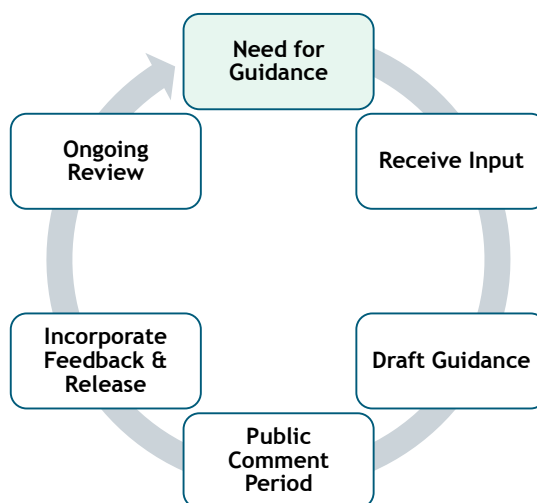 Need for
Guidance
Receive Input
Draft Guidance
Public
Comment
Period
Incorporate
Feedback &
Release
Ongoing
Review